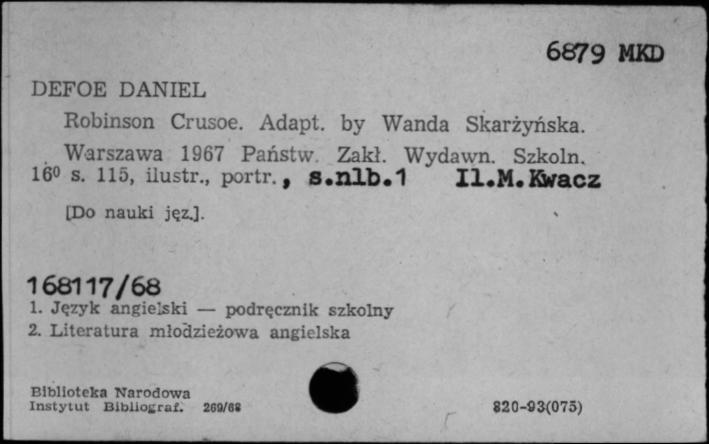 6879 MKD
DEFOE DANIEL
Robinson Crusoe. Adapt. by Wanda Skarżyńska.
Warszawa 1967 Państw. Zakł. Wydawn. Szkoln.
16⁰ s. 115, ilustr., portr., s.nlb.1 Il.M.Kwacz
[Do nauki jęz.].
168117/68
1. Język angielski — podręcznik szkolny
2. Literatura młodzieżowa angielska
Biblioteka Narodowa
Instytut Bibliograf. 269/68
820-93(075)